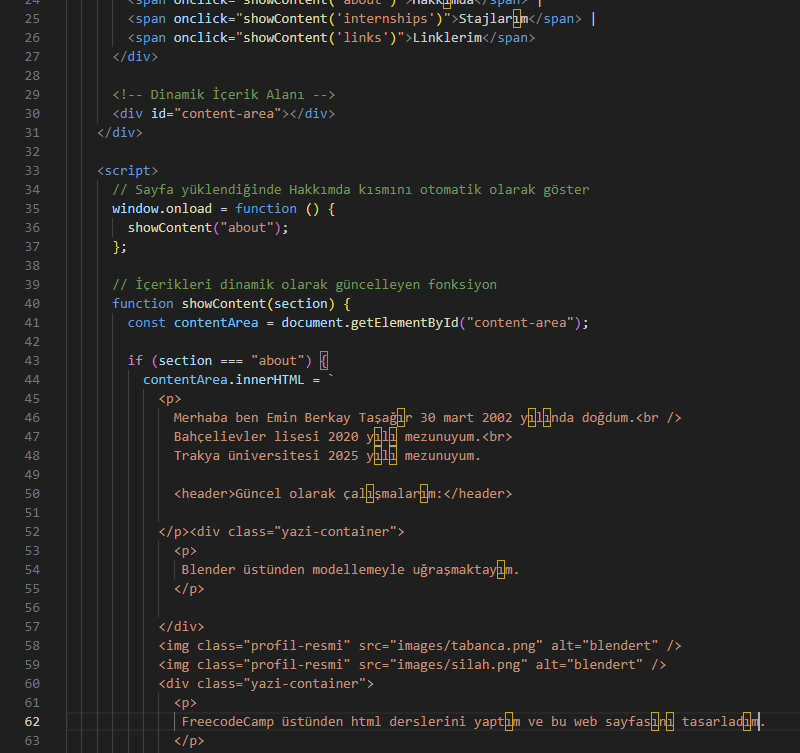 24 <span onclick="showContent('about')">Hakkımda</span> |
25 <span onclick="showContent('internships')">Stajlarım</span> |
26 <span onclick="showContent('links')">Linklerim</span>
27 </div>
28
29 <!-- Dinamik İçerik Alanı -->
30 <div id="content-area"></div>
31 </div>
32
33 <script>
34 // Sayfa yüklendiğinde Hakkımda kısmını otomatik olarak göster
35 window.onload = function () {
36 showContent("about");
37 };
38
39 // İçerikleri dinamik olarak güncelleyen fonksiyon
40 function showContent(section) {
41 const contentArea = document.getElementById("content-area");
42
43 if (section === "about") {
44 contentArea.innerHTML = `
45 <p>
46 Merhaba ben Emin Berkay Taşağır 30 mart 2002 yılında doğdum.<br />
47 Bahçelievler lisesi 2020 yılı mezunuyum.<br>
48 Trakya üniversitesi 2025 yılı mezunuyum.
49
50 <header>Güncel olarak çalışmalarım:</header>
51
52 </p><div class="yazi-container">
53 <p>
54 Blender üstünden modellemeyle uğraşmaktayım.
55 </p>
56
57 </div>
58 <img class="profil-resmi" src="images/tabanca.png" alt="blendert" />
59 <img class="profil-resmi" src="images/silah.png" alt="blendert" />
60 <div class="yazi-container">
61 <p>
62 FreecodeCamp üstünden html derslerini yaptım ve bu web sayfasını tasarladım.
63 </p>